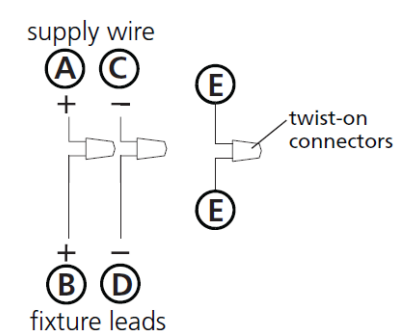 supply wire
A C
+ −
E
twist-on
connectors
E
+ −
B D
fixture leads